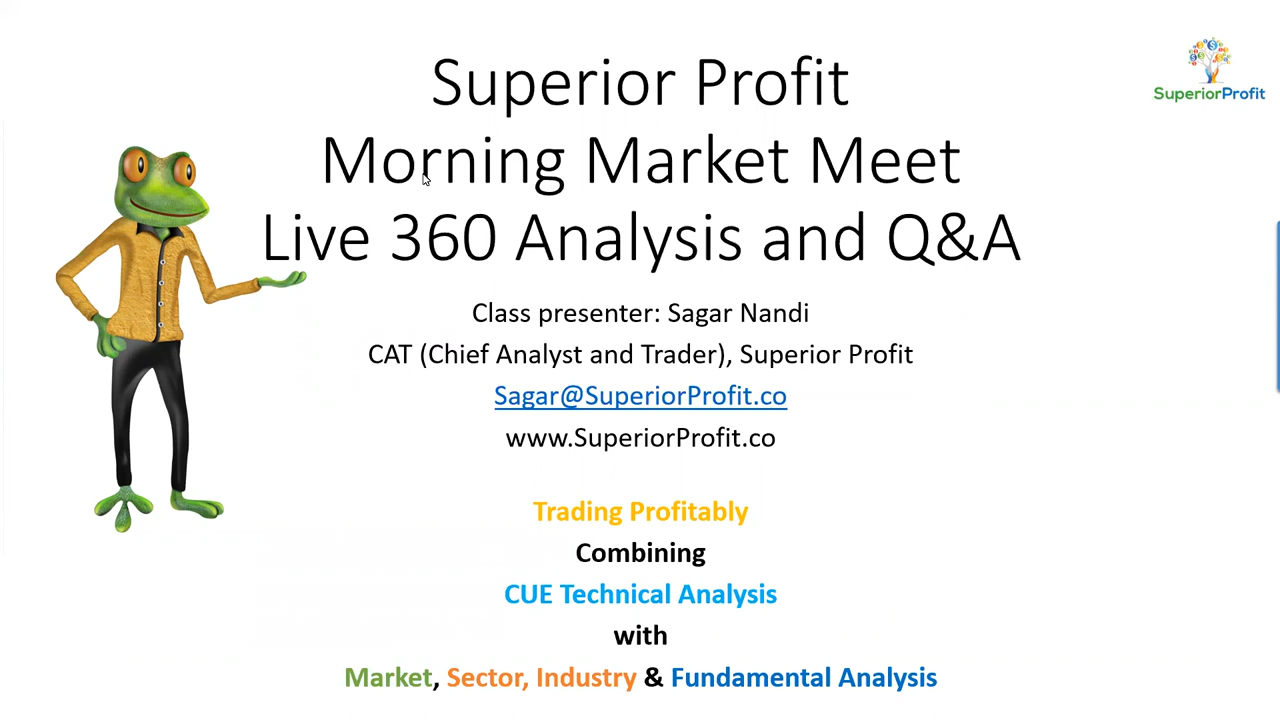 Superior Profit
Morning Market Meet
Live 360 Analysis and Q&A
SuperiorProfit
Class presenter: Sagar Nandi
CAT (Chief Analyst and Trader), Superior Profit
Sagar@SuperiorProfit.co
www.SuperiorProfit.co
Trading Profitably
Combining
CUE Technical Analysis
with
Market, Sector, Industry & Fundamental Analysis